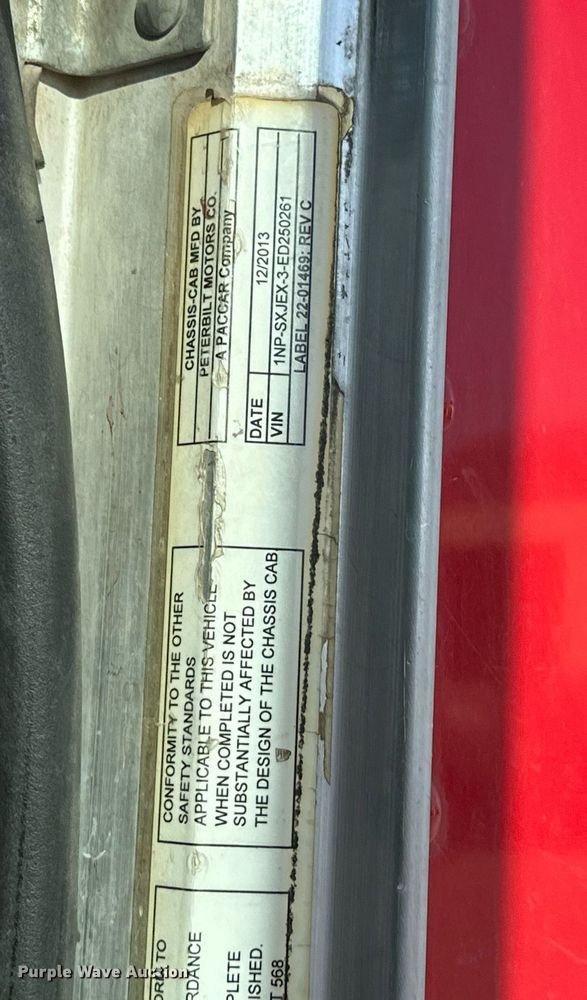 CHASSIS-CAB MFD BY
PETERBILT MOTORS CO.
A PACCAR Company
DATE 12/2013
VIN 1NP-SXJEX-3-ED250261
LABEL 22-01469: REV C
CONFORMITY TO THE OTHER
SAFETY STANDARDS
APPLICABLE TO THIS VEHICLE
WHEN COMPLETED IS NOT
SUBSTANTIALLY AFFECTED BY
THE DESIGN OF THE CHASSIS CAB
TO
RDANCE
PLETE
ISHED.
T 568
Purple Wave Auction